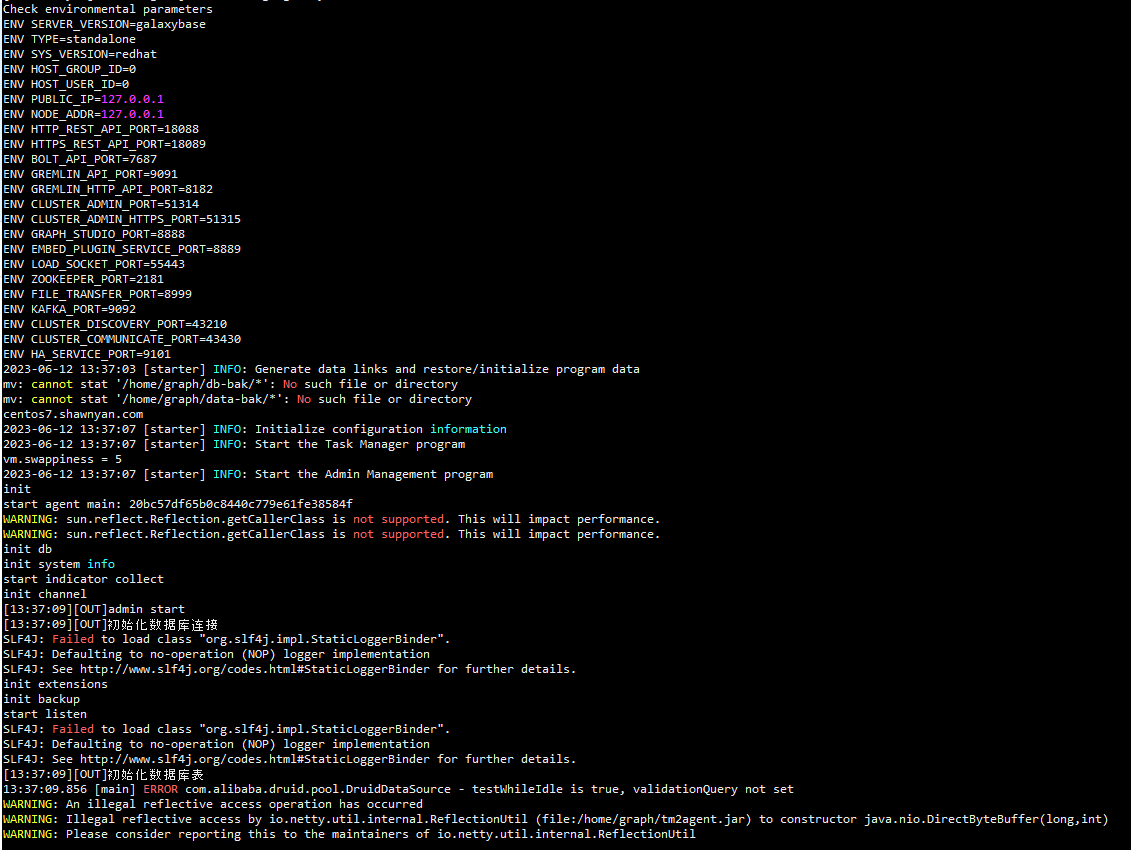 Check environmental parameters
ENV SERVER_VERSION=galaxybase
ENV TYPE=standalone
ENV SYS_VERSION=redhat
ENV HOST_GROUP_ID=0
ENV HOST_USER_ID=0
ENV PUBLIC_IP=127.0.0.1
ENV NODE_ADDR=127.0.0.1
ENV HTTP_REST_API_PORT=18088
ENV HTTPS_REST_API_PORT=18089
ENV BOLT_API_PORT=7687
ENV GREMLIN_API_PORT=9091
ENV GREMLIN_HTTP_API_PORT=8182
ENV CLUSTER_ADMIN_PORT=51314
ENV CLUSTER_ADMIN_HTTPS_PORT=51315
ENV GRAPH_STUDIO_PORT=8888
ENV EMBED_PLUGIN_SERVICE_PORT=8889
ENV LOAD_SOCKET_PORT=55443
ENV ZOOKEEPER_PORT=2181
ENV FILE_TRANSFER_PORT=8999
ENV KAFKA_PORT=9092
ENV CLUSTER_DISCOVERY_PORT=43210
ENV CLUSTER_COMMUNICATE_PORT=43430
ENV HA_SERVICE_PORT=9101
2023-06-12 13:37:03 [starter] INFO: Generate data links and restore/initialize program data
mv: cannot stat '/home/graph/db-bak/*': No such file or directory
mv: cannot stat '/home/graph/data-bak/*': No such file or directory
centos7.shawnyan.com
2023-06-12 13:37:07 [starter] INFO: Initialize configuration information
2023-06-12 13:37:07 [starter] INFO: Start the Task Manager program
vm.swappiness = 5
2023-06-12 13:37:07 [starter] INFO: Start the Admin Management program
init
start agent main: 20bc57df65b0c8440c779e61fe38584f
WARNING: sun.reflect.Reflection.getCallerClass is not supported. This will impact performance.
WARNING: sun.reflect.Reflection.getCallerClass is not supported. This will impact performance.
init db
init system info
start indicator collect
init channel
[13:37:09][OUT]admin start
[13:37:09][OUT]初始化数据库连接
SLF4J: Failed to load class "org.slf4j.impl.StaticLoggerBinder".
SLF4J: Defaulting to no-operation (NOP) logger implementation
SLF4J: See http://www.slf4j.org/codes.html#StaticLoggerBinder for further details.
init extensions
init backup
start listen
SLF4J: Failed to load class "org.slf4j.impl.StaticLoggerBinder".
SLF4J: Defaulting to no-operation (NOP) logger implementation
SLF4J: See http://www.slf4j.org/codes.html#StaticLoggerBinder for further details.
[13:37:09][OUT]初始化数据库表
13:37:09.856 [main] ERROR com.alibaba.druid.pool.DruidDataSource - testWhileIdle is true, validationQuery not set
WARNING: An illegal reflective access operation has occurred
WARNING: Illegal reflective access by io.netty.util.internal.ReflectionUtil (file:/home/graph/tm2agent.jar) to constructor java.nio.DirectByteBuffer(long,int)
WARNING: Please consider reporting this to the maintainers of io.netty.util.internal.ReflectionUtil